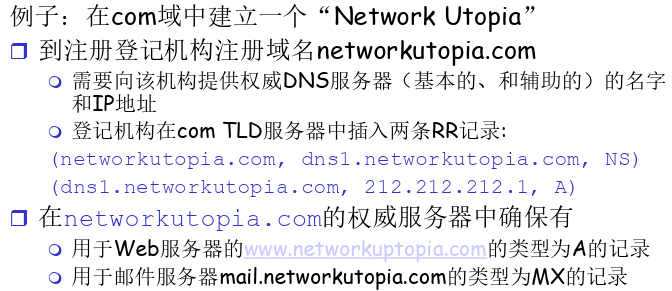 例子：在com域中建立一个“Network Utopia”
到注册登记机构注册域名networkutopia.com
需要向该机构提供权威DNS服务器（基本的、和辅助的）的名字
和IP地址
登记机构在com TLD服务器中插入两条RR记录:
(networkutopia.com, dns1.networkutopia.com, NS)
(dns1.networkutopia.com, 212.212.212.1, A)
在networkutopia.com的权威服务器中确保有
用于Web服务器的www.networkuptopia.com的类型为A的记录
用于邮件服务器mail.networkutopia.com的类型为MX的记录